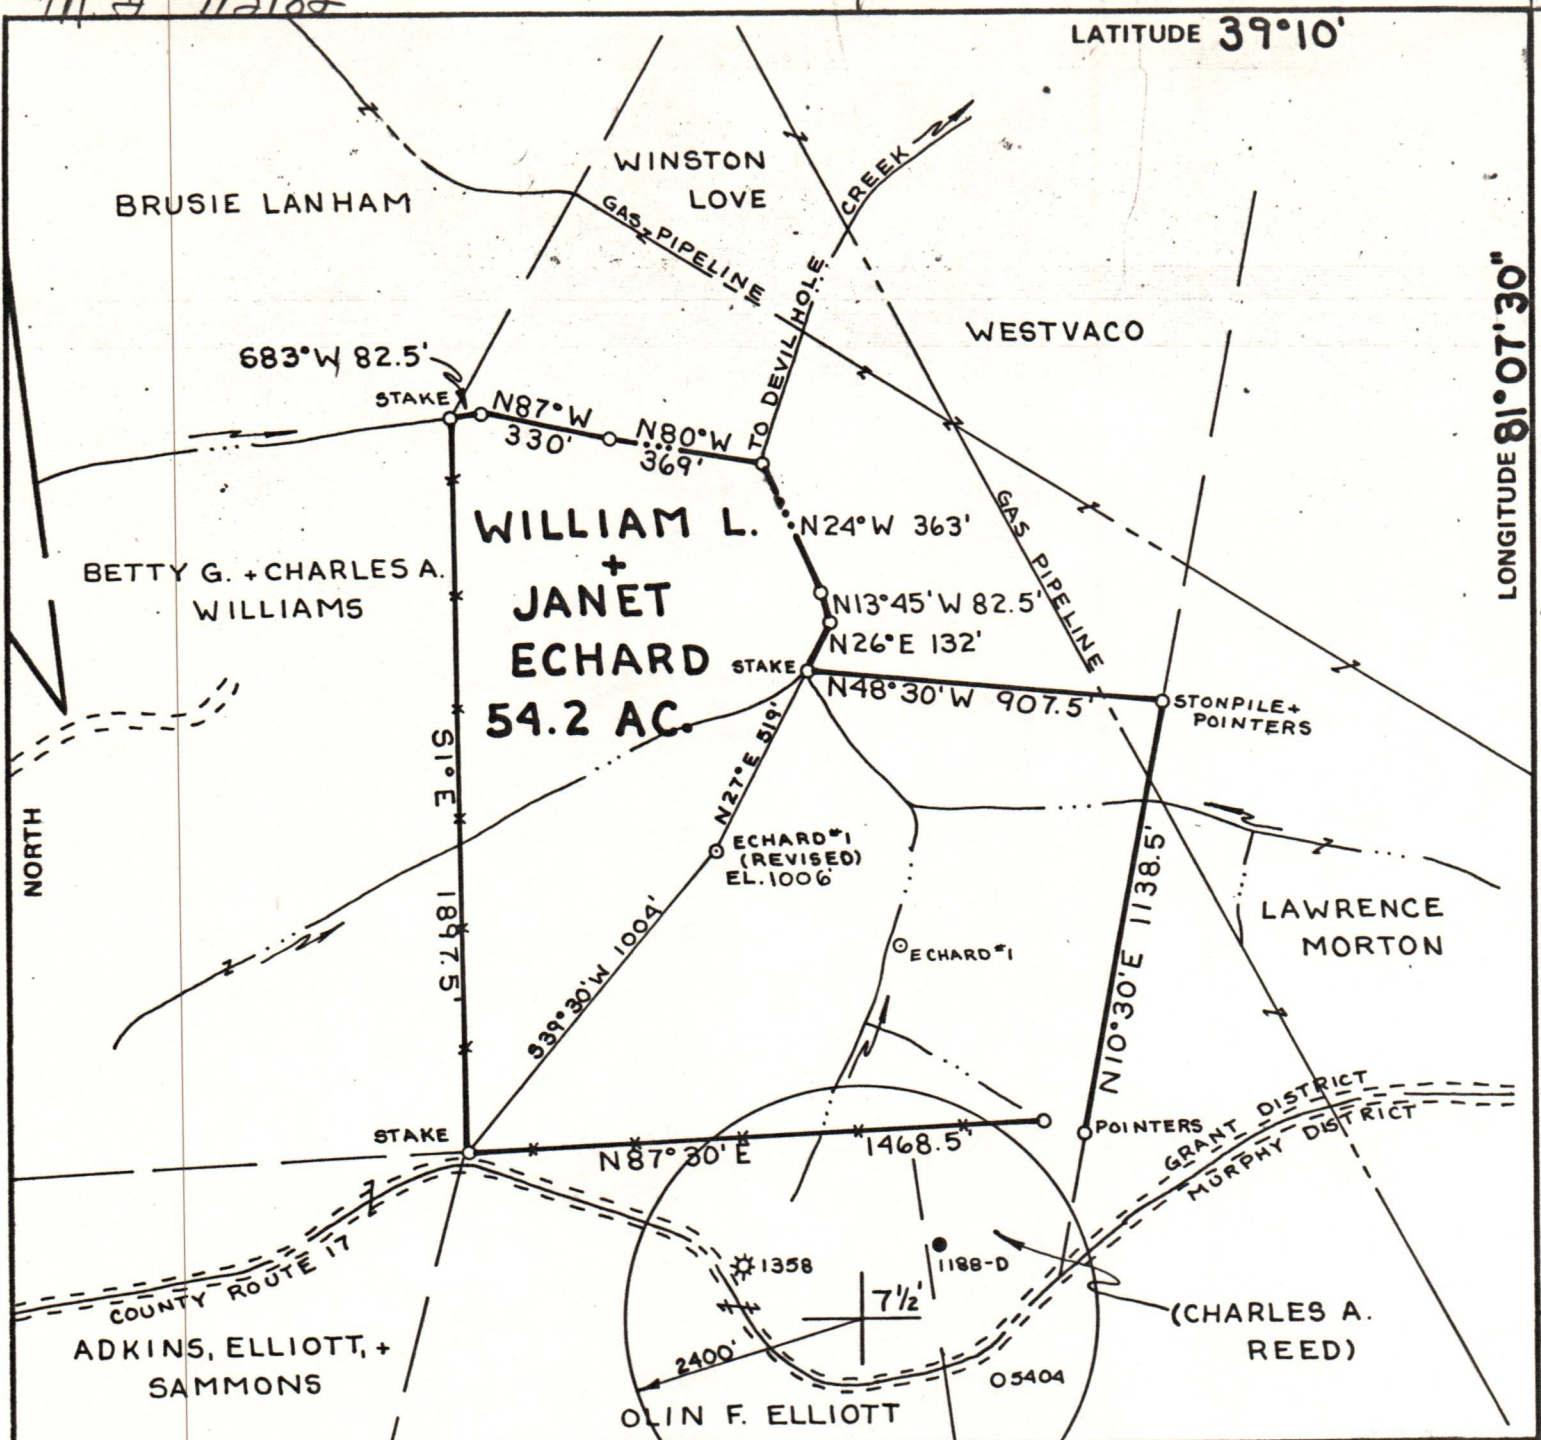 LATITUDE 39°10'
WINSTON
LOVE
BRUSIE LANHAM
GAS PIPELINE
TO DEVIL HOLE CREEK
WESTVACO
LONGITUDE 81°07'30"
S83°W 82.5'
STAKE
N87°W
330'
N80°W
369'
WILLIAM L.
+
JANET
ECHARD
54.2 AC.
N24°W 363'
GAS PIPELINE
BETTY G. + CHARLES A.
WILLIAMS
N13°45'W 82.5'
N26°E 132'
STAKE
N48°30'W 907.5'
STONPILE+
POINTERS
S1°E 1897.5'
N27°E 519'
NORTH
ECHARD #1
(REVISED)
EL. 1006'
S39°30'W 1004'
ECHARD #1
N10°30'E 1138.5'
LAWRENCE
MORTON
STAKE
N87°30'E 1468.5'
POINTERS
GRANT DISTRICT
MURPHY DISTRICT
COUNTY ROUTE 17
1358
1188-D
7½'
2400'
5404
(CHARLES A.
REED)
ADKINS, ELLIOTT, +
SAMMONS
OLIN F. ELLIOTT